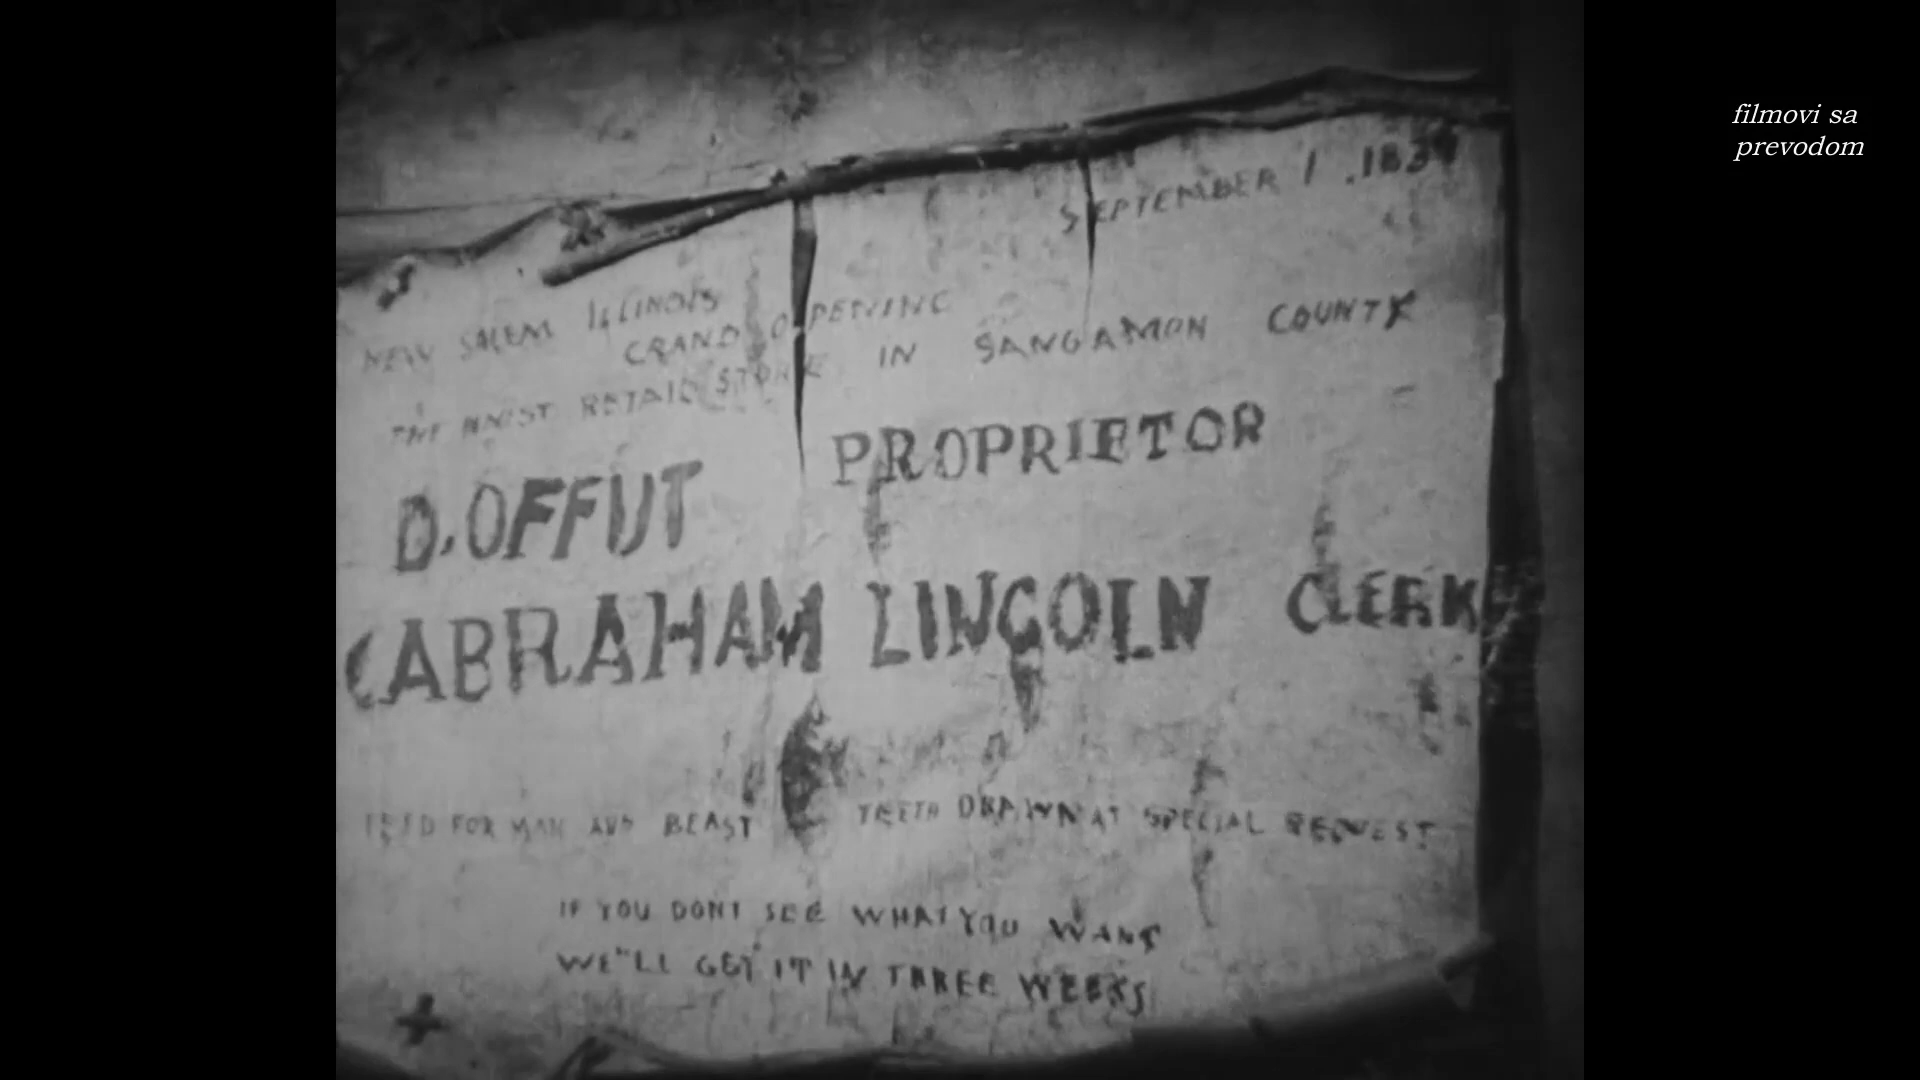 SEPTEMBER 1 .183
NEW SALEM ILLINOIS
GRAND OPENING
THE RETAIL STORE IN SANGAMON COUNTY
D. OFFUT PROPRIETOR
(ABRAHAM LINCOLN CLERK
FOR MAN AND BEAST TEETH DRAWN AT SPECIAL REQUEST
IF YOU DONT SEE WHAT YOU WANT
WE"LL GET IT IN THREE WEEKS
filmovi sa
prevodom